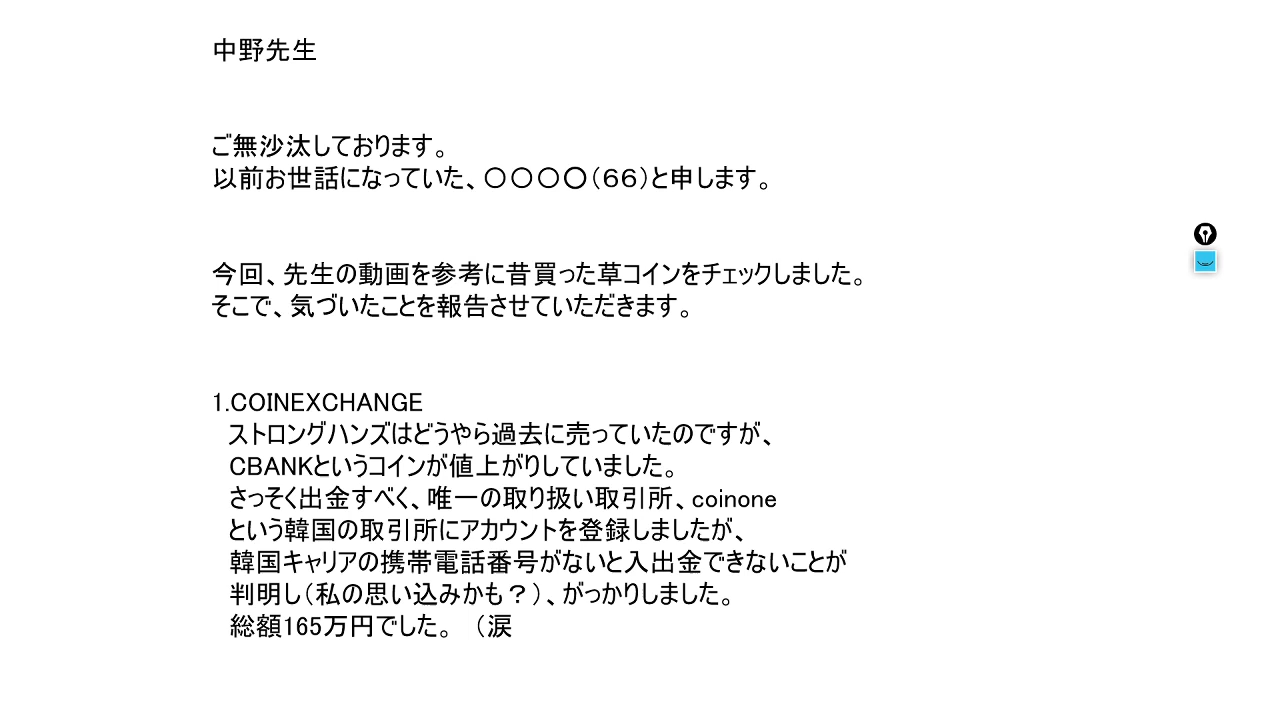 中野先生
ご無沙汰しております。
以前お世話になっていた、〇〇〇〇(66)と申します。
今回、先生の動画を参考に昔買った草コインをチェックしました。
そこで、気づいたことを報告させていただきます。
1.COINEXCHANGE
ストロングハンズはどうやら過去に売っていたのですが、
CBANKというコインが値上がりしていました。
さっそく出金すべく、唯一の取り扱い取引所、coinone
という韓国の取引所にアカウントを登録しましたが、
韓国キャリアの携帯電話番号がないと入出金できないことが
判明し(私の思い込みかも?)、がっかりしました。
総額165万円でした。 (涙